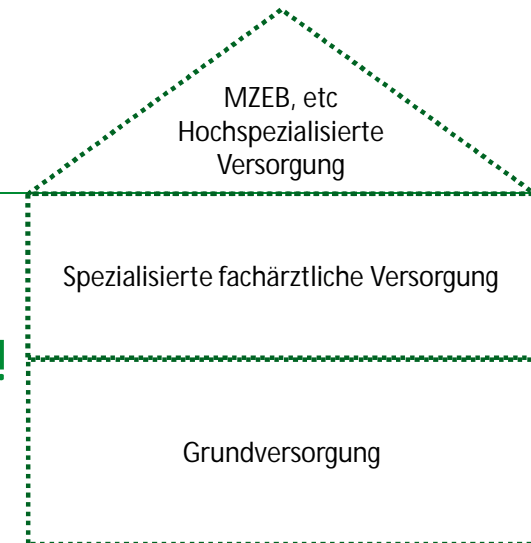 MZEB, etc
Hochspezialisierte
Versorgung
Spezialisierte fachärztliche Versorgung
!
Grundversorgung